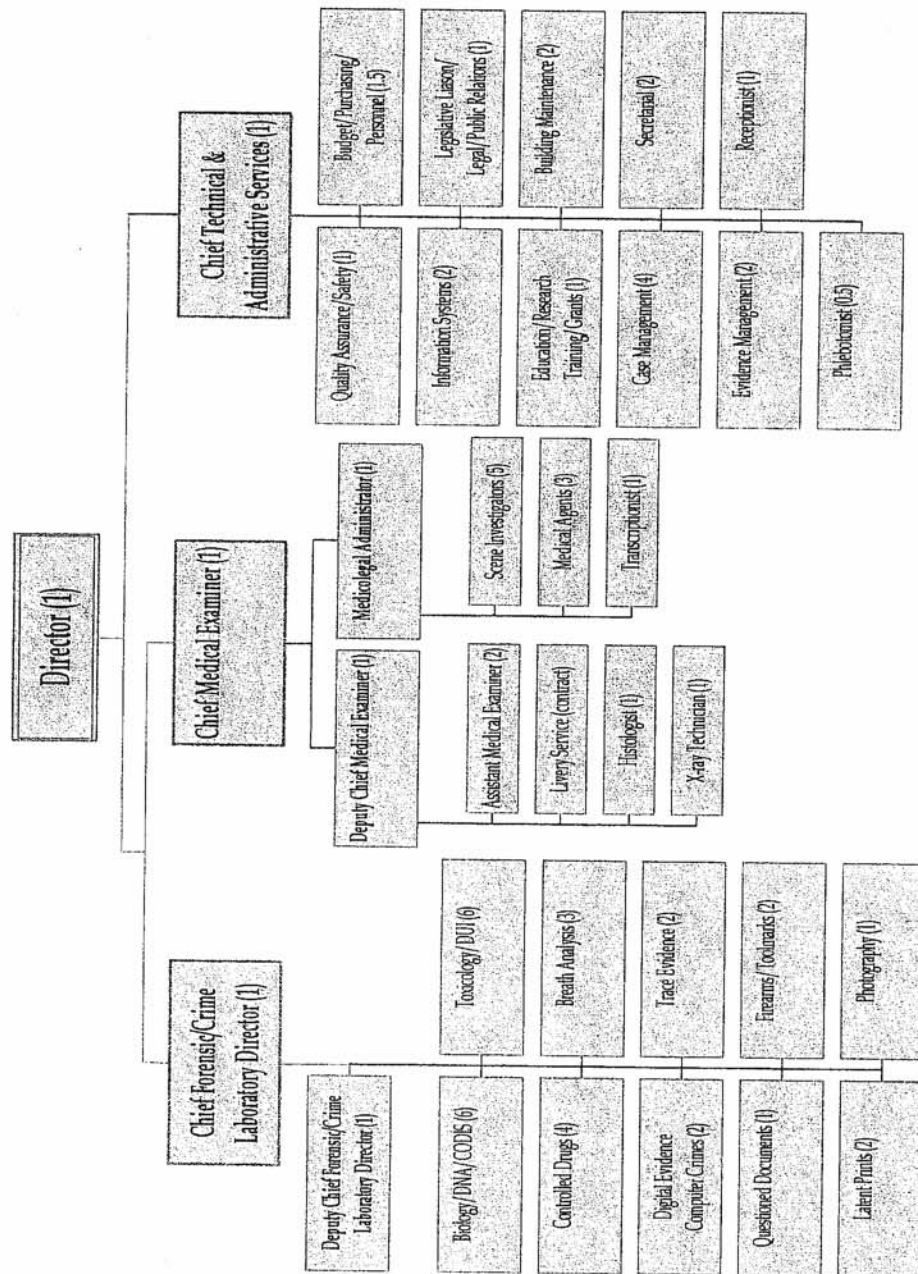 Director (1)
Chief Forensic/Crime
Laboratory Director (1)
Deputy Chief Forensic/Crime
Laboratory Director (1)
Biology/DNA/CODIS (6)
Toxicology/DUI (6)
Controlled Drugs (4)
Breath Analysis (3)
Digital Evidence
Computer Crimes (2)
Trace Evidence (2)
Questioned Documents (1)
Firearms/Toolmarks (2)
Latent Prints (2)
Photography (1)
Chief Medical Examiner (1)
Deputy Chief Medical Examiner (1)
Assistant Medical Examiner (2)
Livery Service (contract)
Histologist (1)
X-ray Technician (1)
Medicolegal Administrator (1)
Scene Investigators (5)
Medical Agents (3)
Transcriptionist (1)
Chief Technical &
Administrative Services (1)
Quality Assurance/Safety (1)
Budget/Purchasing/
Personnel (1.5)
Information Systems (2)
Legislative Liason/
Legal/Public Relations (1)
Education/Research
Training/Grants (1)
Building Maintenance (2)
Case Management (4)
Secretarial (2)
Evidence Management (2)
Receptionist (1)
Phlebotomist (0.5)